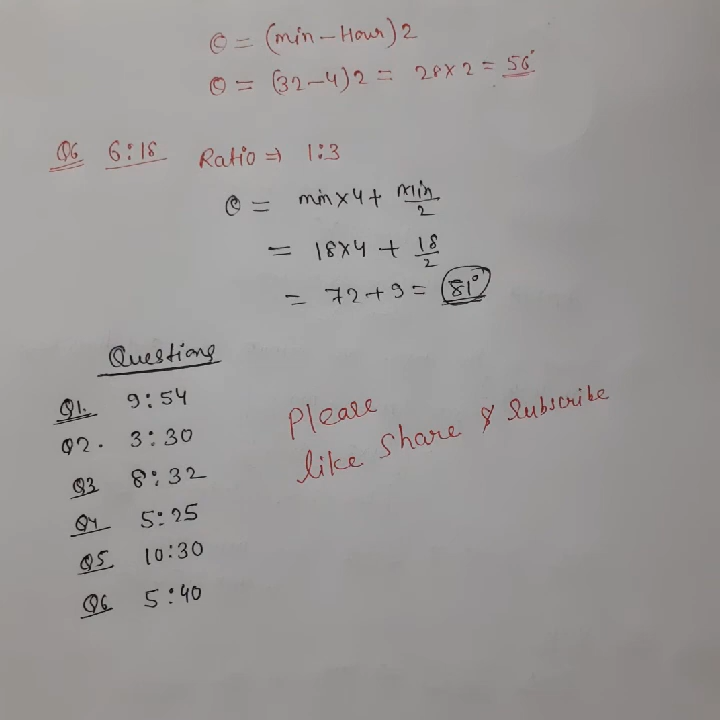 θ = (min - Hour) 2
θ = (32-4) 2 = 28 x 2 = 56°
Q6 6:18 Ratio ⇒ 1:3
θ = min x 4 + min/2
= 18 x 4 + 18/2
= 72 + 9 = 81°
Questions
Q1. 9:54
Q2. 3:30
Q3 8:32
Q4 5:25
Q5 10:30
Q6 5:40
Please
like share & subscribe